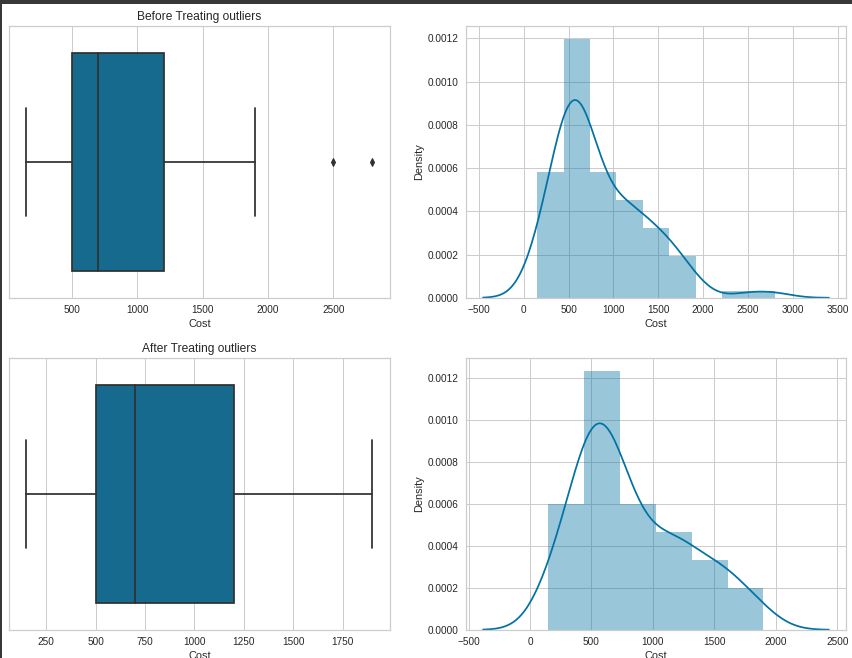 Before Treating outliers
500 1000 1500 2000 2500
Cost
0.0012
0.0010
0.0008
0.0006
0.0004
0.0002
0.0000
Density
−500 0 500 1000 1500 2000 2500 3000 3500
Cost
After Treating outliers
250 500 750 1000 1250 1500 1750
Cost
0.0012
0.0010
0.0008
0.0006
0.0004
0.0002
0.0000
Density
−500 0 500 1000 1500 2000 2500
Cost